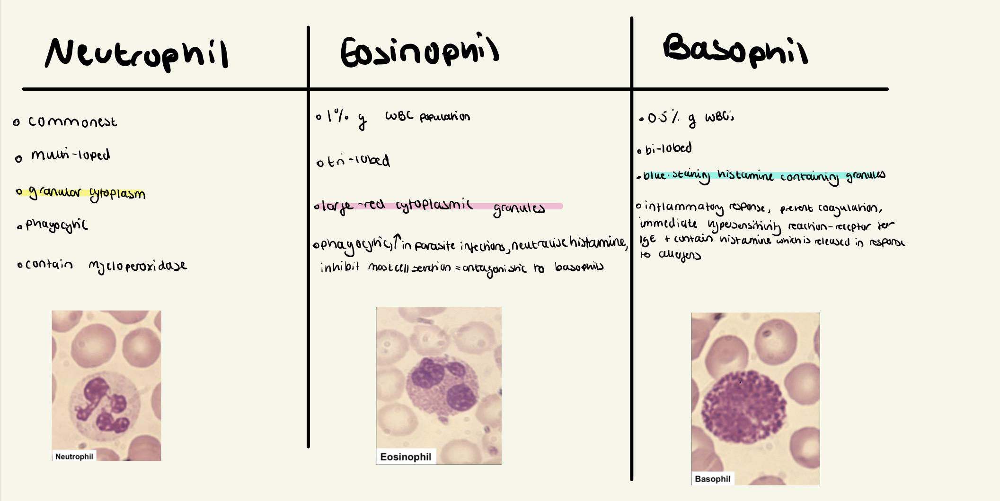 Neutrophil
Eosinophil
Basophil
commonest
multi-loped
granular cytoplasm
phagocytic
contain myeloperoxidase
Neutrophil
1% of WBC population
tri-lobed
large-red cytoplasmic granules
phagocytic, ↑ in parasite infections, neutralise histamine,
inhibit mast cell = antagonistic to basophils
Eosinophil
0.5% of WBC's
bi-lobed
blue-staining histamine containing granules
inflammatory response, prevent coagulation,
immediate hypersensitivity reaction-receptor for
IgE + contain histamine which is released in response
to allergens
Basophil